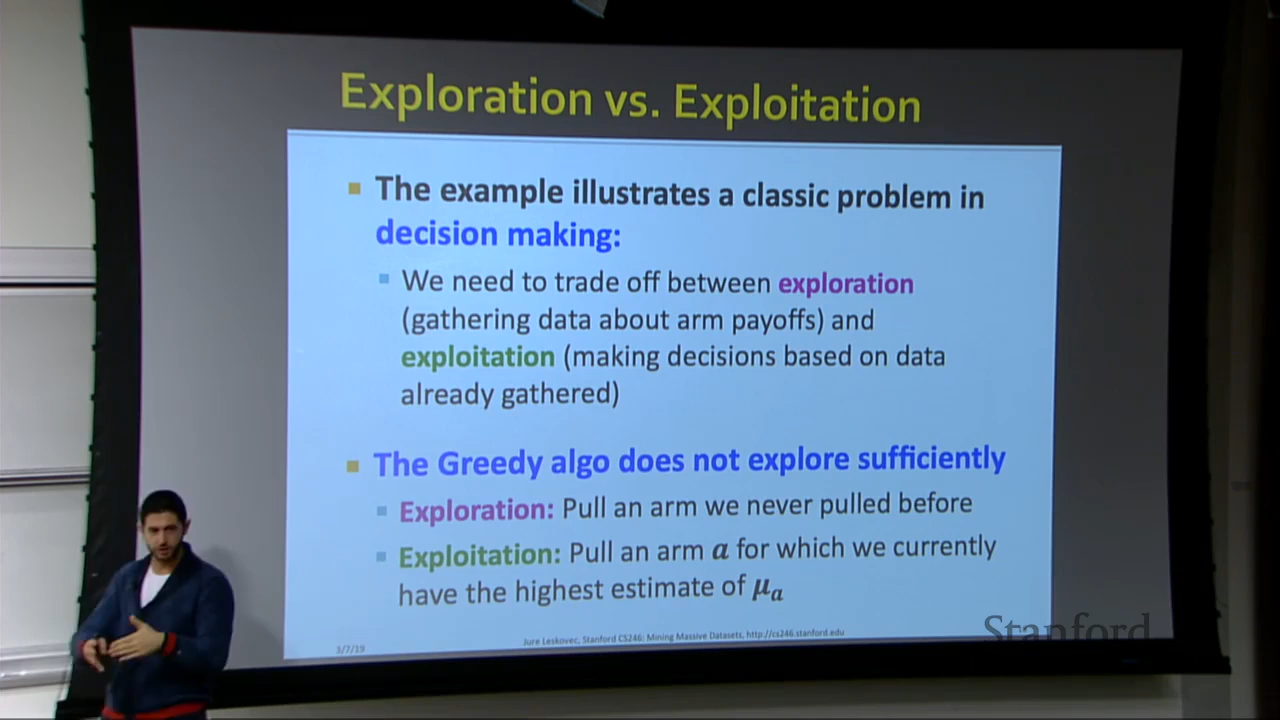 Exploration vs. Exploitation
The example illustrates a classic problem in
decision making:
We need to trade off between exploration
(gathering data about arm payoffs) and
exploitation (making decisions based on data
already gathered)
The Greedy algo does not explore sufficiently
Exploration: Pull an arm we never pulled before
Exploitation: Pull an arm a for which we currently
have the highest estimate of μa
3/7/19
Jure Leskovec, Stanford CS246: Mining Massive Datasets, http://cs246.stanford.edu
Stanford